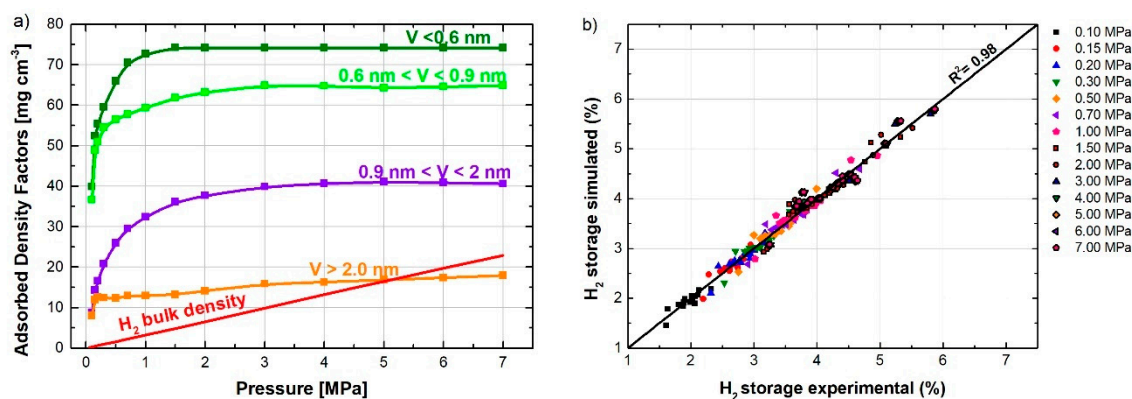 a)
Adsorbed Density Factors [mg cm⁻³]
80
70
60
50
40
30
20
10
0
V <0.6 nm
0.6 nm < V < 0.9 nm
0.9 nm < V < 2 nm
V > 2.0 nm
H₂ bulk density
0 1 2 3 4 5 6 7
Pressure [MPa]
b)
H₂ storage simulated (%)
7
6
5
4
3
2
1
R²= 0.98
1 2 3 4 5 6 7
H₂ storage experimental (%)
0.10 MPa
0.15 MPa
0.20 MPa
0.30 MPa
0.50 MPa
0.70 MPa
1.00 MPa
1.50 MPa
2.00 MPa
3.00 MPa
4.00 MPa
5.00 MPa
6.00 MPa
7.00 MPa